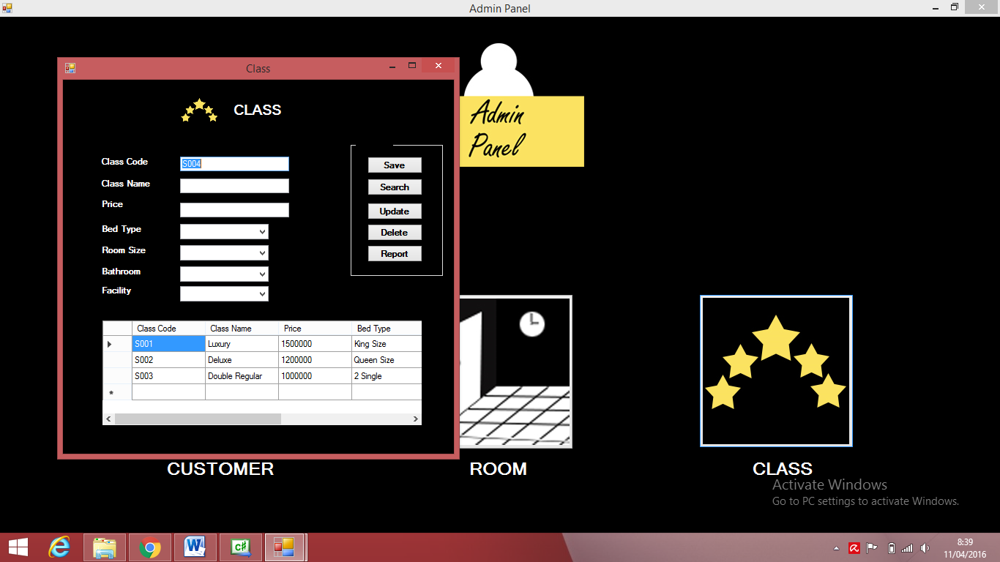 Admin Panel
Class
CLASS
Admin
Panel
Class Code S004
Class Name
Price
Bed Type
Room Size
Bathroom
Facility
Save
Search
Update
Delete
Report
Class Code Class Name Price Bed Type
S001 Luxury 1500000 King Size
S002 Deluxe 1200000 Queen Size
S003 Double Regular 1000000 2 Single
*
CUSTOMER ROOM CLASS
Activate Windows
Go to PC settings to activate Windows.
8:39
11/04/2016